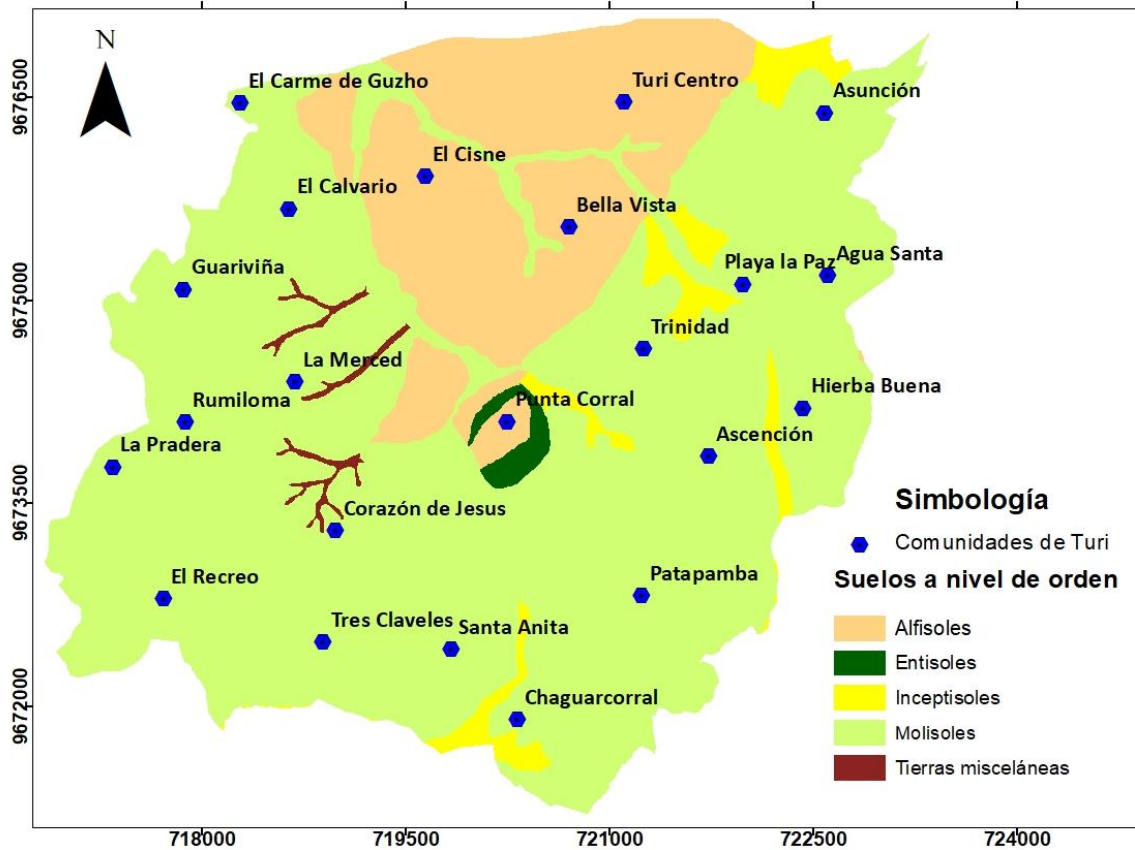 N
El Carme de Guzho
Turi Centro
Asunción
El Cisne
El Calvario
Bella Vista
Guariviña
Playa la Paz
Agua Santa
Trinidad
La Merced
Hierba Buena
Rumiloma
Punta Corral
La Pradera
Ascención
Corazón de Jesus
El Recreo
Patapamba
Tres Claveles
Santa Anita
Chaguarcorral
Simbología
Comunidades de Turi
Suelos a nivel de orden
Alfisoles
Entisoles
Inceptisoles
Molisoles
Tierras misceláneas
9676500
9675000
9673500
9672000
718000
719500
721000
722500
724000